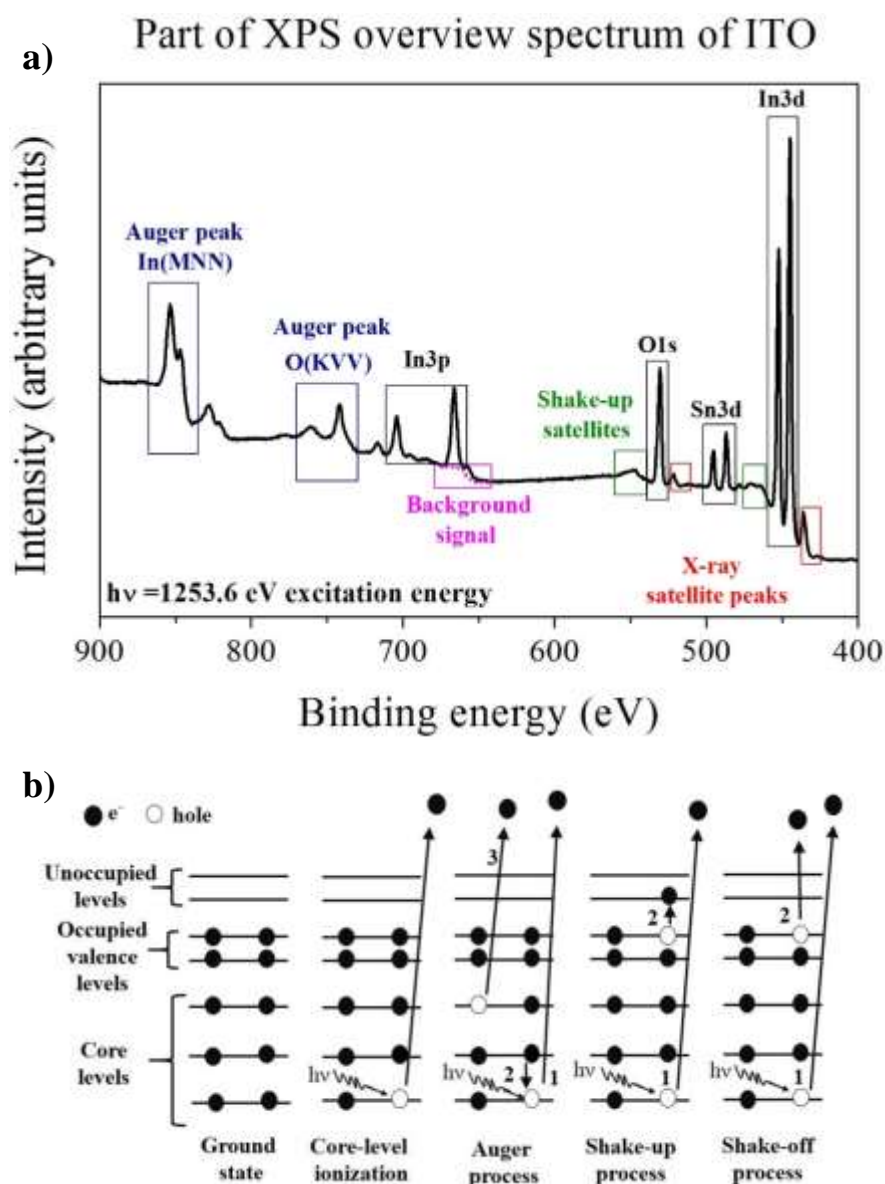 Part of XPS overview spectrum of ITO
a)
In3d
Auger peak
In(MNN)
Auger peak
O(KVV)
In3p
O1s
Shake-up
satellites
Sn3d
Background
signal
X-ray
satellite peaks
hν =1253.6 eV excitation energy
Intensity (arbitrary units)
900 800 700 600 500 400
Binding energy (eV)
b)
e⁻ hole
Unoccupied
levels
Occupied
valence
levels
Core
levels
3
2
2
hν
hν 2 1
hν 1
hν 1
Ground
state
Core-level
ionization
Auger
process
Shake-up
process
Shake-off
process